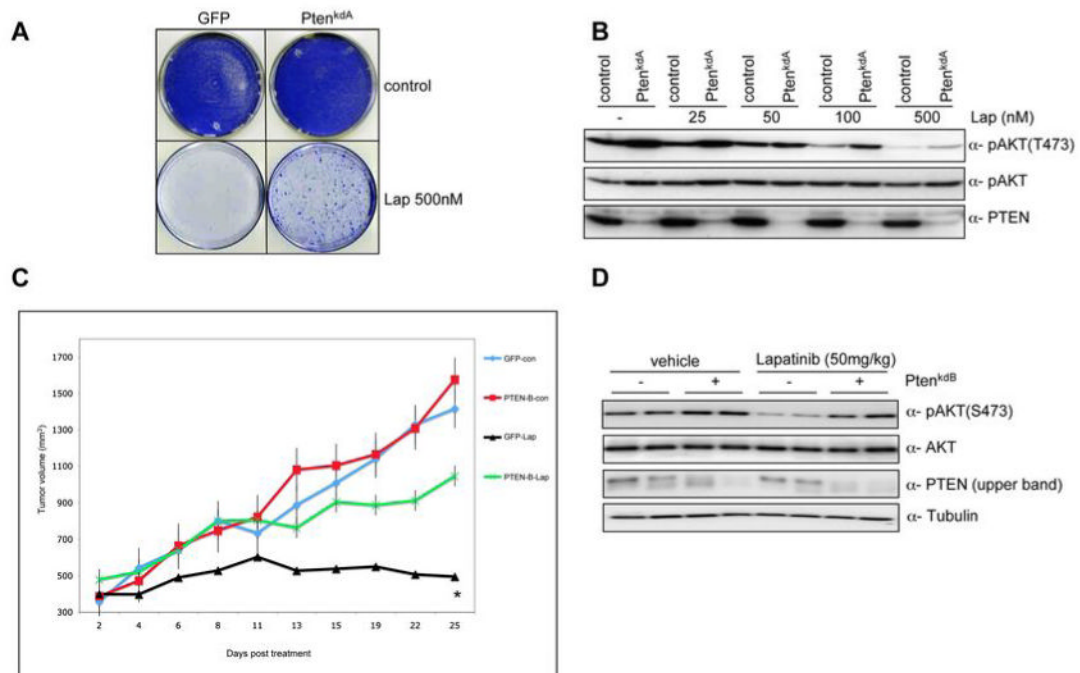 A
GFP Pten^kdA
control
Lap 500nM
B
control Pten^kdA control Pten^kdA control Pten^kdA control Pten^kdA control Pten^kdA
- 25 50 100 500 Lap (nM)
α- pAKT(T473)
α- pAKT
α- PTEN
C
1700
1500
1300
1100
900
700
500
300
Tumor volume (mm²)
2 4 6 8 11 13 15 19 22 25
Days post treatment
*
GFP-con
PTEN-B-con
GFP-Lap
PTEN-B-Lap
D
vehicle Lapatinib (50mg/kg)
- + - + Pten^kdB
α- pAKT(S473)
α- AKT
α- PTEN (upper band)
α- Tubulin